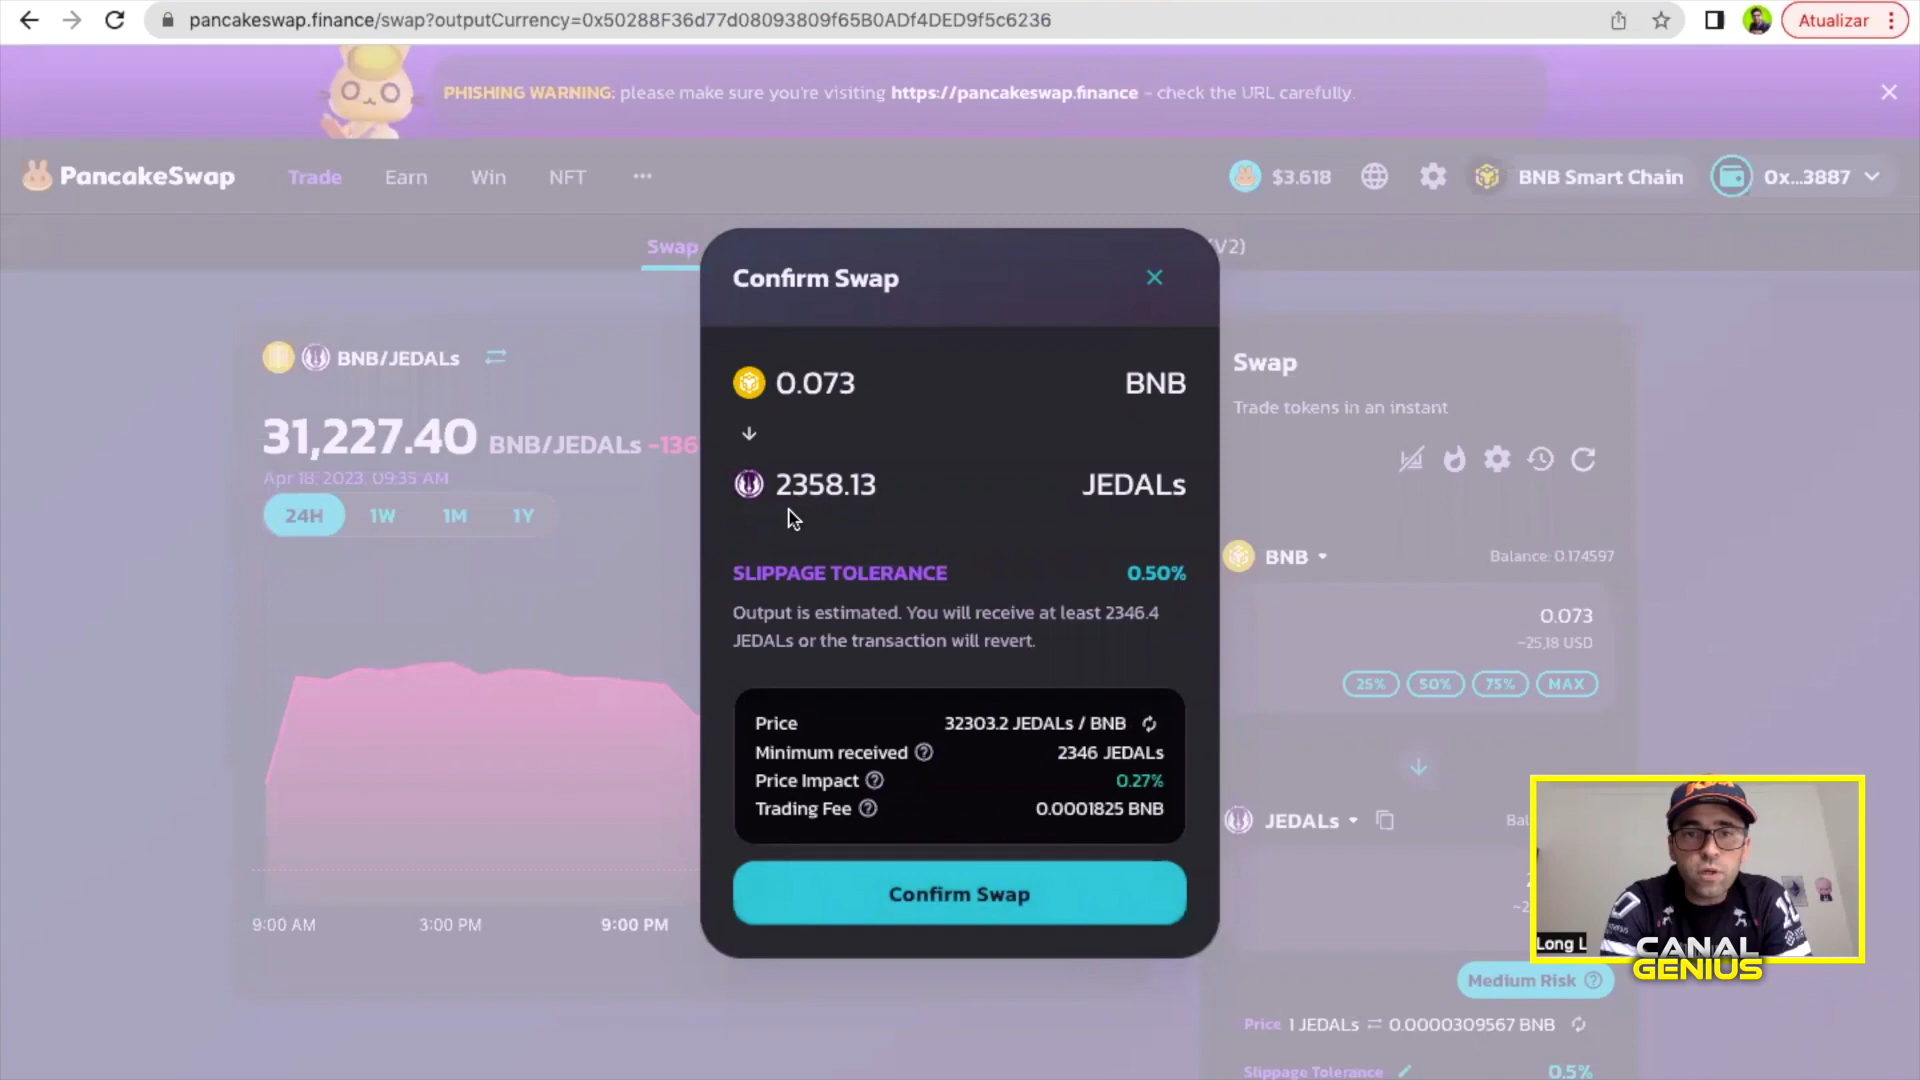 pancakeswap.finance/swap?outputCurrency=0x50288F36d77d08093809f65B0ADf4DED9f5c6236
Atualizar
PHISHING WARNING: please make sure you're visiting https://pancakeswap.finance - check the URL carefully.
PancakeSwap
Trade
Earn
Win
NFT
$3.618
BNB Smart Chain
0x...3887
Swap
(V2)
Confirm Swap
BNB/JEDALs
31,227.40 BNB/JEDALs -136
Apr 18, 2023, 09:35 AM
24H
1W
1M
1Y
9:00 AM
3:00 PM
9:00 PM
0.073 BNB
2358.13 JEDALs
SLIPPAGE TOLERANCE 0.50%
Output is estimated. You will receive at least 2346.4
JEDALs or the transaction will revert.
Price 32303.2 JEDALs / BNB
Minimum received 2346 JEDALs
Price Impact 0.27%
Trading Fee 0.0001825 BNB
Confirm Swap
Swap
Trade tokens in an instant
BNB
Balance: 0.174597
0.073
~25,18 USD
25%
50%
75%
MAX
JEDALs
Bal
~2
Long L
CANAL
GENIUS
Medium Risk
Price 1 JEDALs ⇄ 0.0000309567 BNB
Slippage Tolerance 0.5%